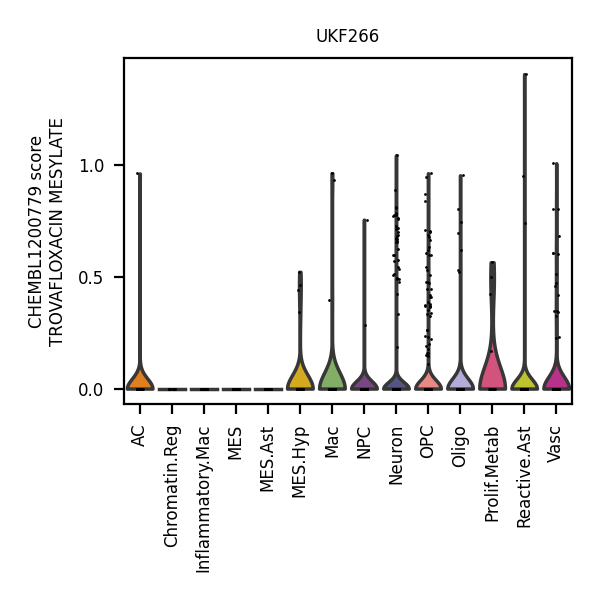 UKF266
CHEMBL1200779 score
TROVAFLOXACIN MESYLATE
1.0
0.5
0.0
AC
Chromatin.Reg
Inflammatory.Mac
MES
MES.Ast
MES.Hyp
Mac
NPC
Neuron
OPC
Oligo
Prolif.Metab
Reactive.Ast
Vasc